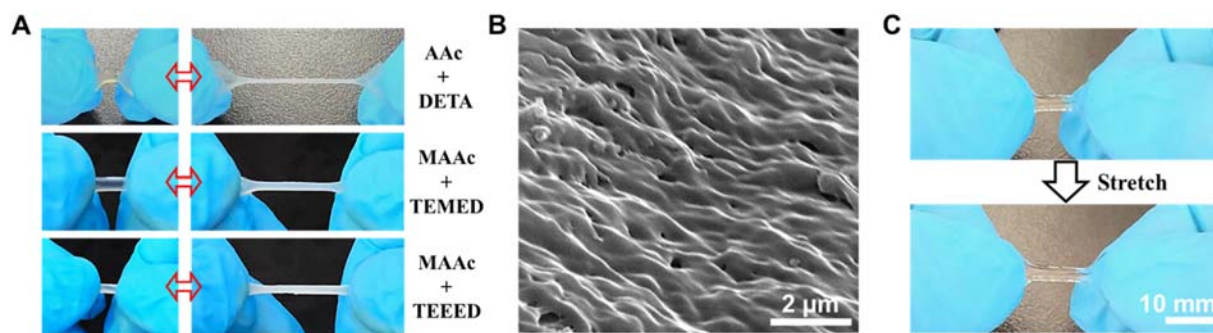 A
AAc
+
DETA
MAAc
+
TEMED
MAAc
+
TEEED
B
2 μm
C
Stretch
10 mm